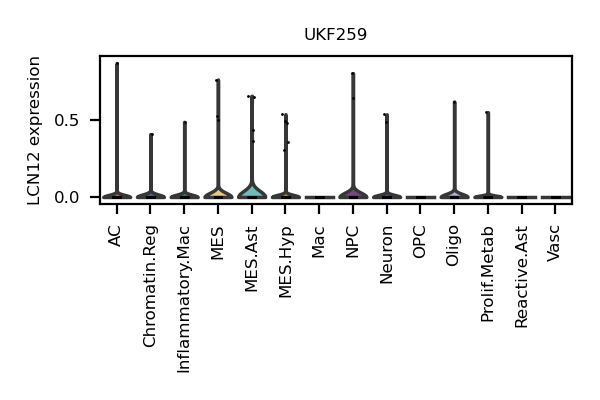 UKF259
LCN12 expression
0.5
0.0
AC
Chromatin.Reg
Inflammatory.Mac
MES
MES.Ast
MES.Hyp
Mac
NPC
Neuron
OPC
Oligo
Prolif.Metab
Reactive.Ast
Vasc